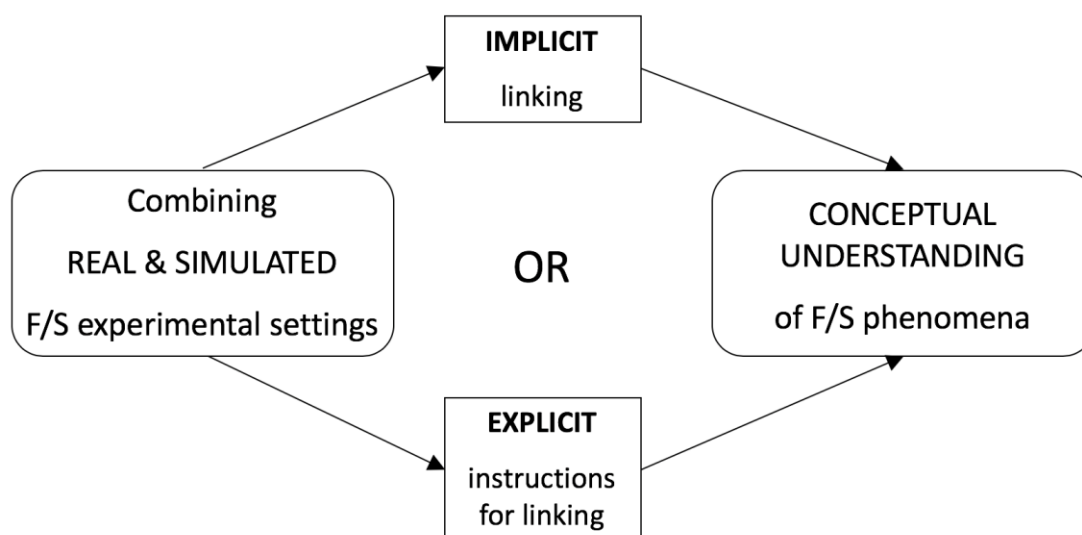 IMPLICIT
linking
Combining
REAL & SIMULATED
F/S experimental settings
OR
CONCEPTUAL
UNDERSTANDING
of F/S phenomena
EXPLICIT
instructions
for linking